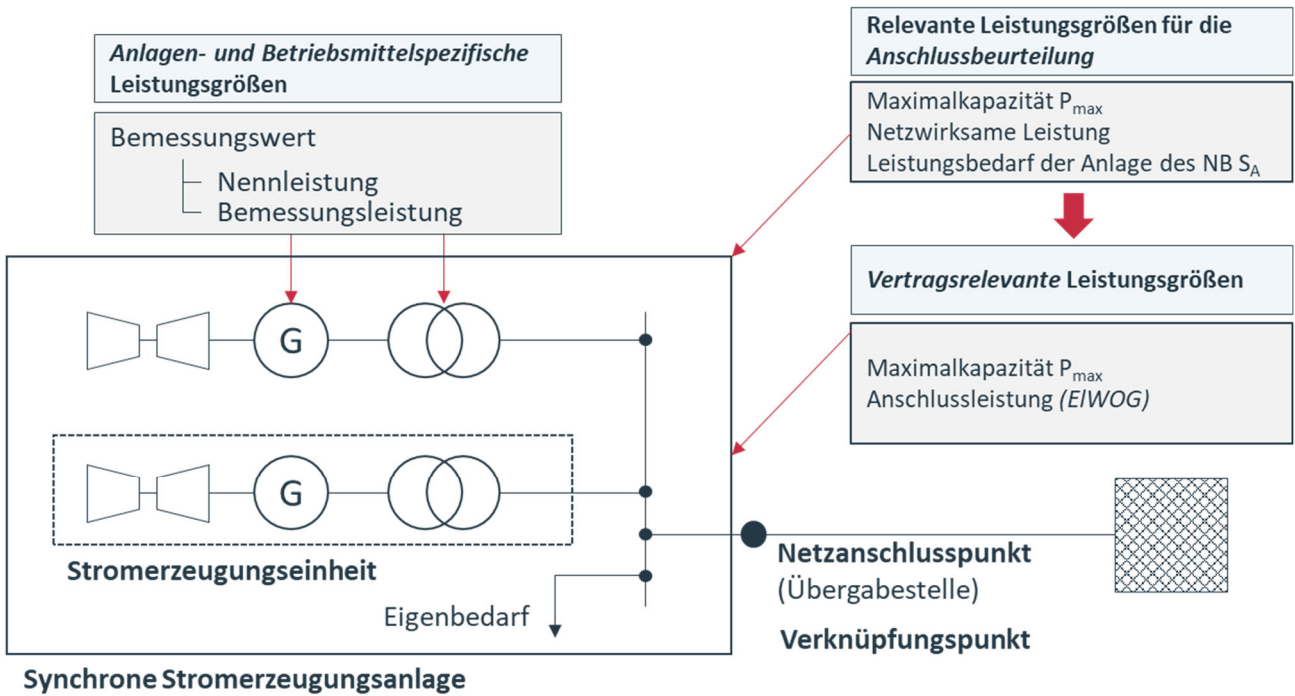 Anlagen- und Betriebsmittelspezifische
Leistungsgrößen
Bemessungswert
Nennleistung
Bemessungsleistung
Relevante Leistungsgrößen für die
Anschlussbeurteilung
Maximalkapazität Pmax
Netzwirksame Leistung
Leistungsbedarf der Anlage des NB SA
Vertragsrelevante Leistungsgrößen
Maximalkapazität Pmax
Anschlussleistung (ElWOG)
G
G
Stromerzeugungseinheit
Eigenbedarf
Netzanschlusspunkt
(Übergabestelle)
Verknüpfungspunkt
Synchrone Stromerzeugungsanlage